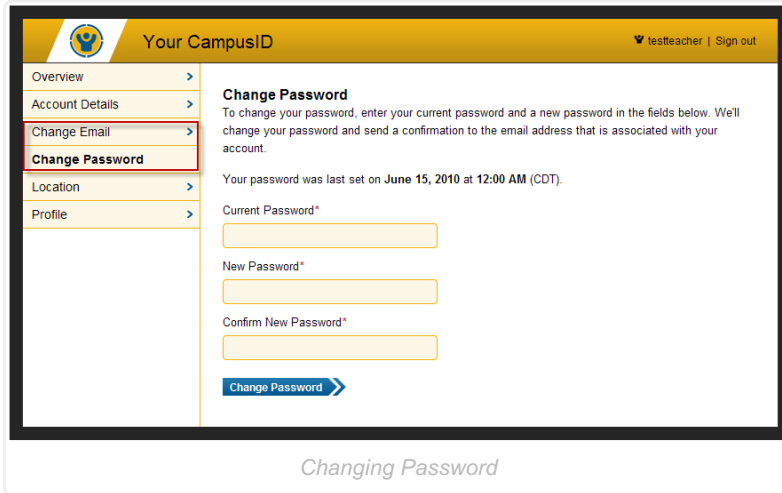 Your CampusID
testteacher | Sign out
Overview
Account Details
Change Email
Change Password
Location
Profile
Change Password
To change your password, enter your current password and a new password in the fields below. We'll
change your password and send a confirmation to the email address that is associated with your
account.
Your password was last set on June 15, 2010 at 12:00 AM (CDT).
Current Password*
New Password*
Confirm New Password*
Change Password
Changing Password